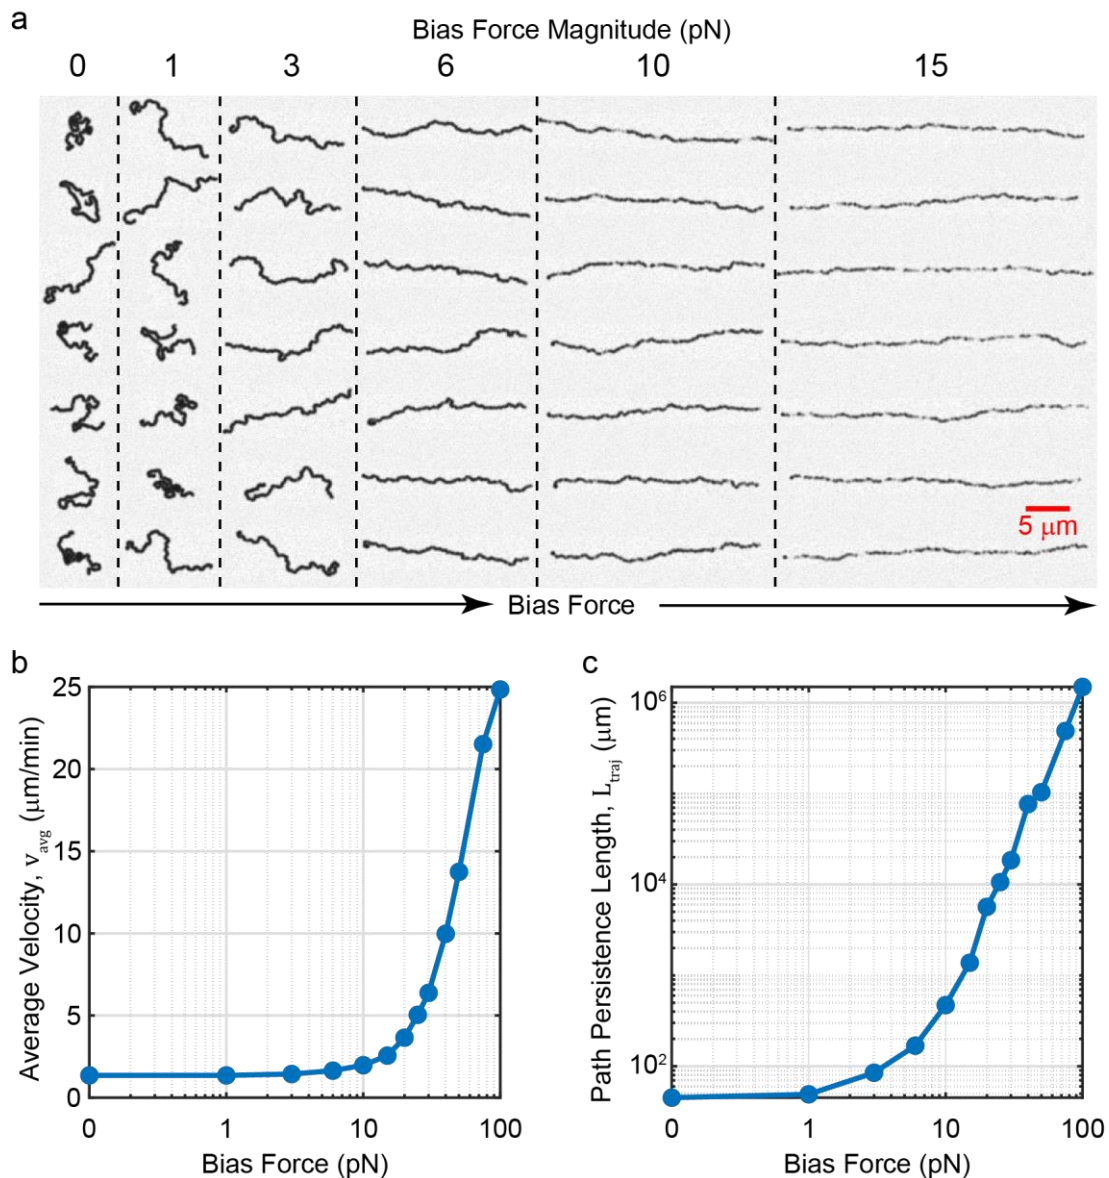 a
Bias Force Magnitude (pN)
0 1 3 6 10 15
5 μm
Bias Force
b
25
20
15
10
5
0
Average Velocity, vavg (μm/min)
0 1 10 100
Bias Force (pN)
c
10^6
10^4
10^2
Path Persistence Length, Ltraj (μm)
0 1 10 100
Bias Force (pN)